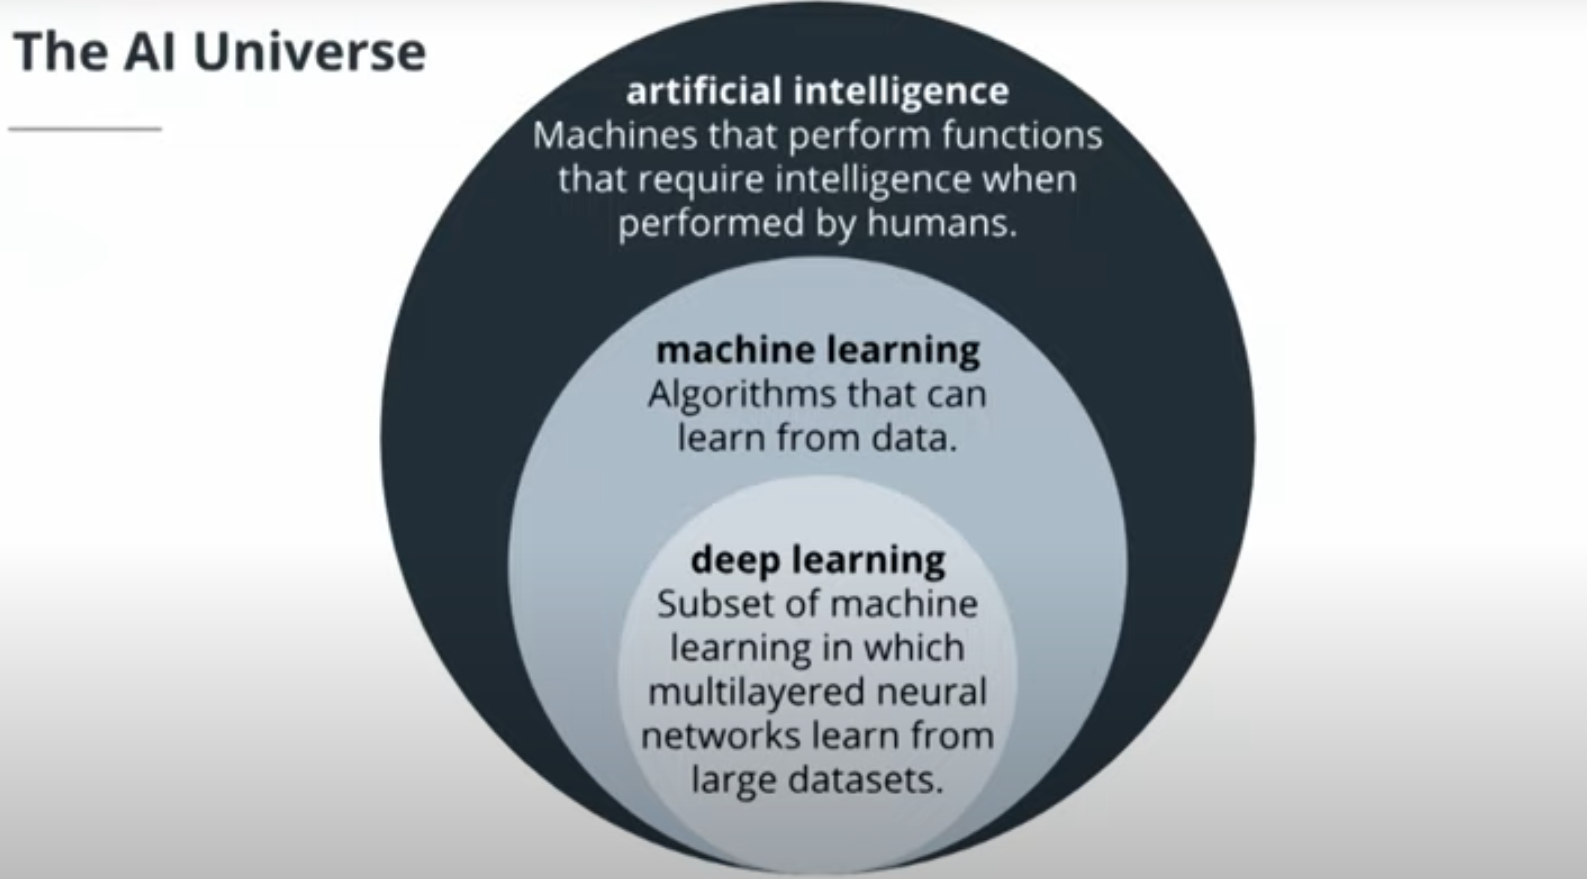 The AI Universe
artificial intelligence
Machines that perform functions
that require intelligence when
performed by humans.
machine learning
Algorithms that can
learn from data.
deep learning
Subset of machine
learning in which
multilayered neural
networks learn from
large datasets.